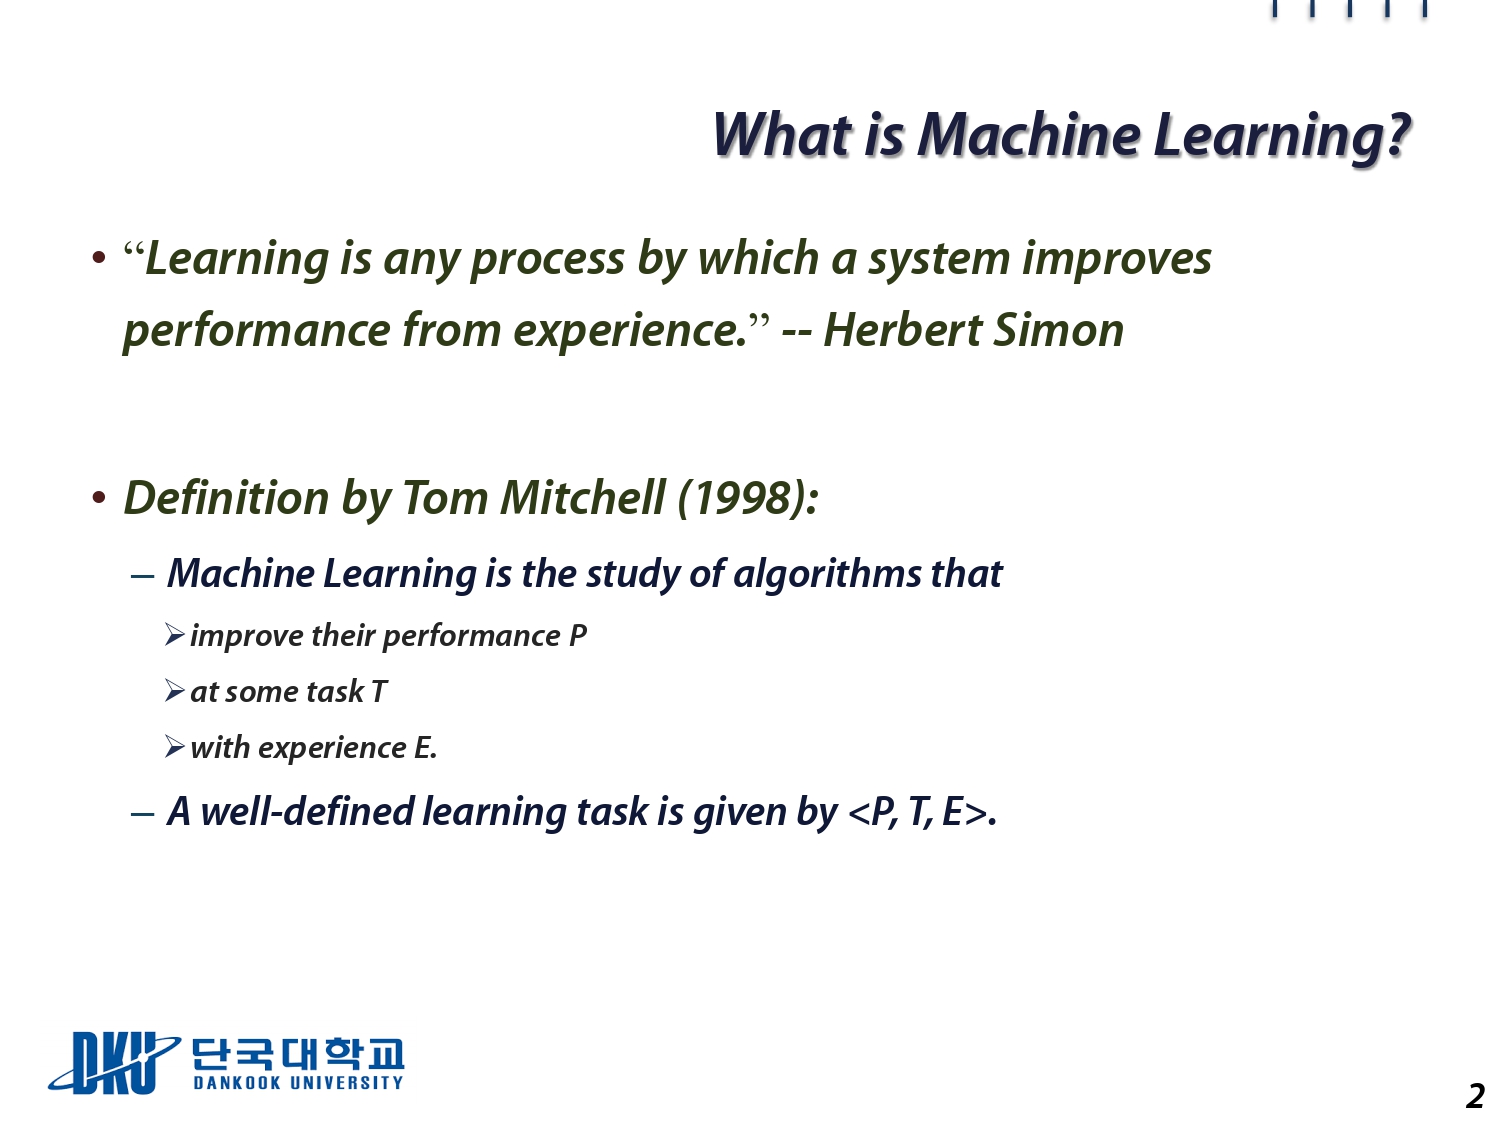 What is Machine Learning?
• “Learning is any process by which a system improves
performance from experience.” -- Herbert Simon
• Definition by Tom Mitchell (1998):
– Machine Learning is the study of algorithms that
➢ improve their performance P
➢ at some task T
➢ with experience E.
– A well-defined learning task is given by <P, T, E>.
DKU 단국대학교
DANKOOK UNIVERSITY
2